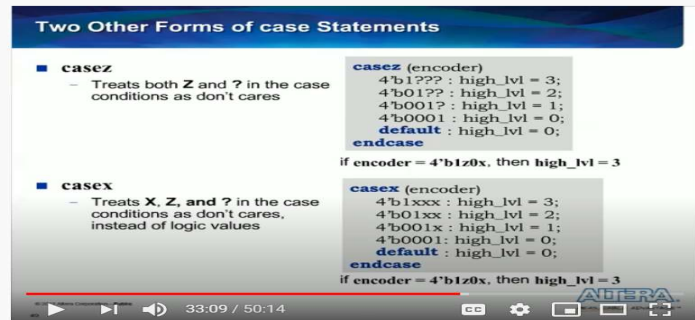 Two Other Forms of case Statements
casez
– Treats both Z and ? in the case
conditions as don't cares
casez (encoder)
4'b1??? : high_lvl = 3;
4'b01?? : high_lvl = 2;
4'b001? : high_lvl = 1;
4'b0001 : high_lvl = 0;
default : high_lvl = 0;
endcase
if encoder = 4'b1z0x, then high_lvl = 3
casex
– Treats X, Z, and ? in the case
conditions as don't cares,
instead of logic values
casex (encoder)
4'b1xxx : high_lvl = 3;
4'b01xx : high_lvl = 2;
4'b001x : high_lvl = 1;
4'b0001: high_lvl = 0;
default : high_lvl = 0;
endcase
if encoder = 4'b1z0x, then high_lvl = 3
ALTERA
33:09 / 50:14
CC